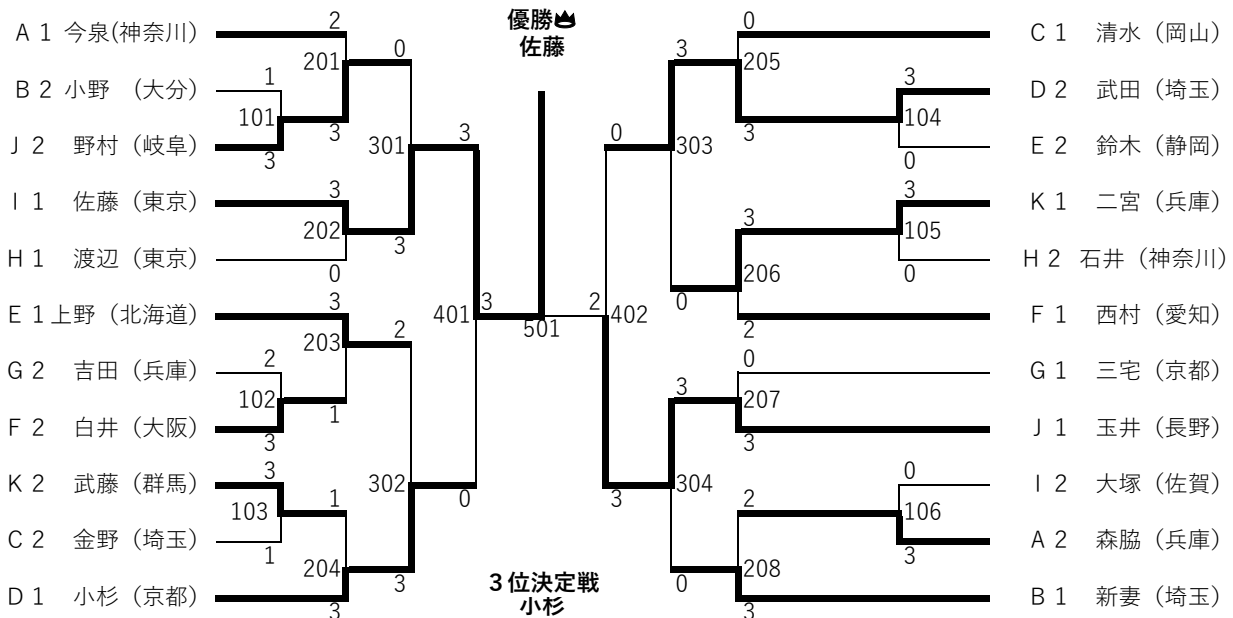 優勝
佐藤
A 1 今泉(神奈川)
B 2 小野 (大分)
J 2 野村 (岐阜)
I 1 佐藤 (東京)
H 1 渡辺 (東京)
E 1 上野 (北海道)
G 2 吉田 (兵庫)
F 2 白井 (大阪)
K 2 武藤 (群馬)
C 2 金野 (埼玉)
D 1 小杉 (京都)
2
201
3
1
101
3
3
202
0
3
203
1
2
102
3
3
103
1
1
204
3
0
301
3
2
302
3
3
401
0
3
501
2
402
3
0
303
0
3
304
0
3
205
0
3
3
104
0
3
105
0
3
206
2
0
207
3
0
106
3
2
208
3
C 1 清水 (岡山)
D 2 武田 (埼玉)
E 2 鈴木 (静岡)
K 1 二宮 (兵庫)
H 2 石井 (神奈川)
F 1 西村 (愛知)
G 1 三宅 (京都)
J 1 玉井 (長野)
I 2 大塚 (佐賀)
A 2 森脇 (兵庫)
B 1 新妻 (埼玉)
3位決定戦
小杉